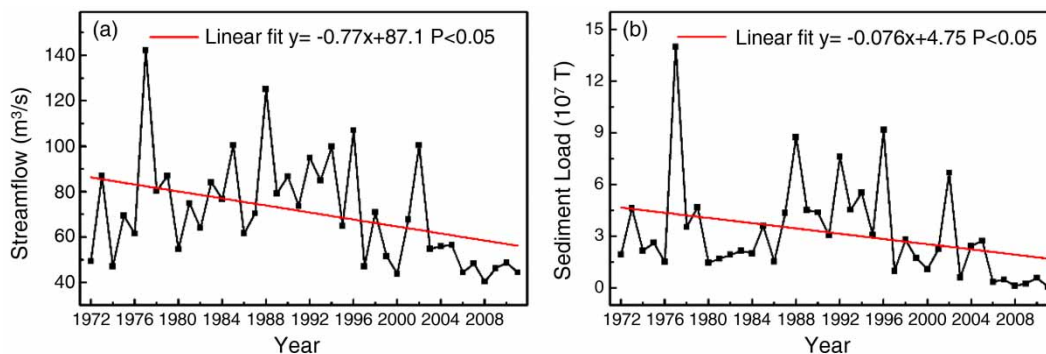 (a) Linear fit y= -0.77x+87.1 P<0.05
Streamflow (m³/s)
140
120
100
80
60
40
1972 1976 1980 1984 1988 1992 1996 2000 2004 2008
Year
(b) Linear fit y= -0.076x+4.75 P<0.05
Sediment Load (10⁷ T)
15
12
9
6
3
0
1972 1976 1980 1984 1988 1992 1996 2000 2004 2008
Year